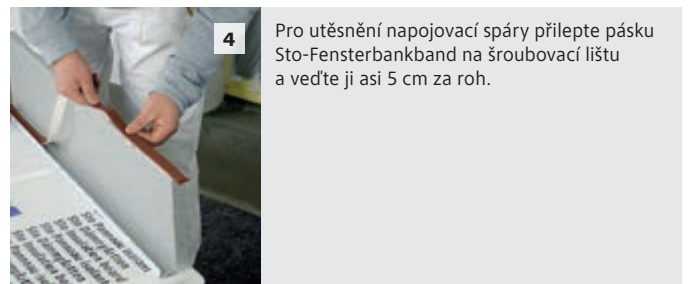 4
Pro utěsnění napojovací spáry přilepte pásku
Sto-Fensterbankband na šroubovací lištu
a veďte ji asi 5 cm za roh.